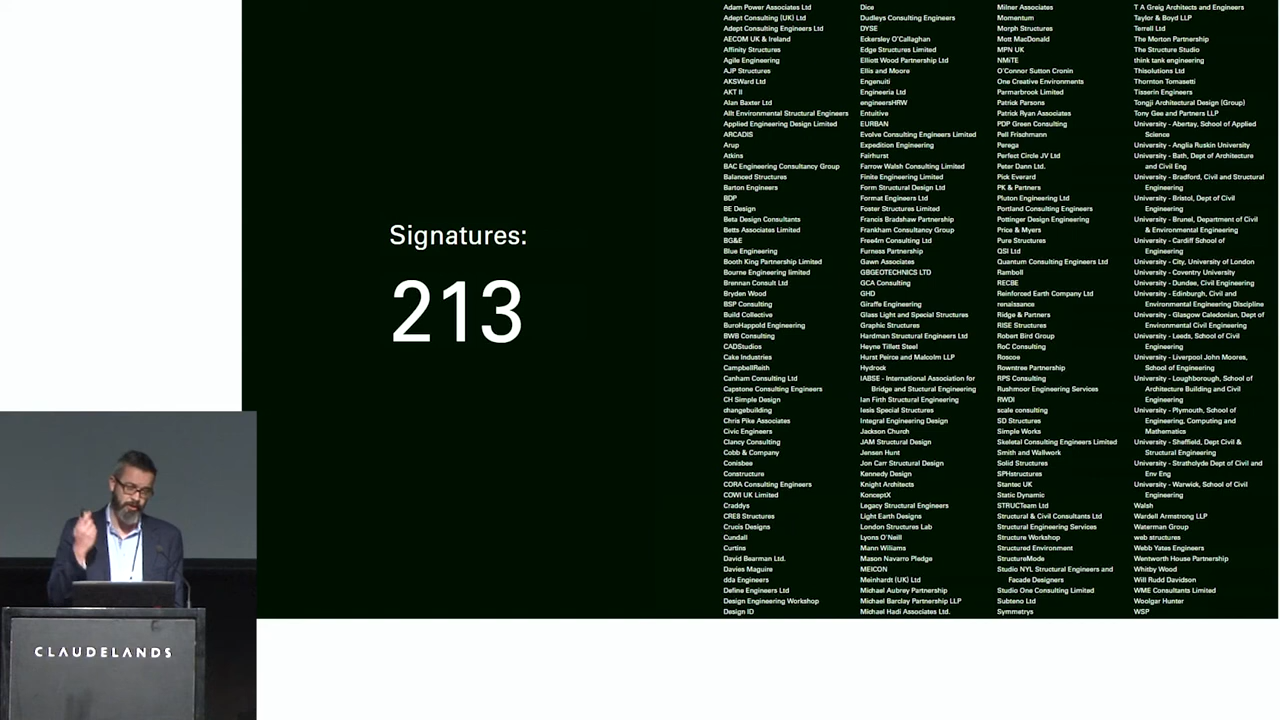 Signatures:
213
Adam Power Associates Ltd
Adept Consulting (UK) Ltd
Adept Consulting Engineers Ltd
AECOM UK & Ireland
Affinity Structures
Agile Engineering
AJP Structures
AKSWard Ltd
AKT II
Alan Baxter Ltd
Allt Environmental Structural Engineers
Applied Engineering Design Limited
ARCADIS
Arup
Atkins
BAC Engineering Consultancy Group
Balanced Structures
Barton Engineers
BDP
BE Design
Beta Design Consultants
Betts Associates Limited
BG&E
Blue Engineering
Booth King Partnership Limited
Bourne Engineering limited
Brennan Consult Ltd
Bryden Wood
BSP Consulting
Build Collective
BuroHappold Engineering
BWB Consulting
CADStudios
Cake Industries
CampbellReith
Canham Consulting Ltd
Capstone Consulting Engineers
CH Simple Design
changebuilding
Chris Pike Associates
Civic Engineers
Clancy Consulting
Cobb & Company
Conisbee
Constructure
CORA Consulting Engineers
COWI UK Limited
Craddys
CRE8 Structures
Crucis Designs
Cundall
Curtins
David Bearman Ltd.
Davies Maguire
dda Engineers
Define Engineers Ltd
Design Engineering Workshop
Design ID
Dice
Dudleys Consulting Engineers
DYSE
Eckersley O'Callaghan
Edge Structures Limited
Elliott Wood Partnership Ltd
Ellis and Moore
Engenuiti
Engineeria Ltd
engineersHRW
Entuitive
EURBAN
Evolve Consulting Engineers Limited
Expedition Engineering
Fairhurst
Farrow Walsh Consulting Limited
Finite Engineering Limited
Form Structural Design Ltd
Format Engineers Ltd
Foster Structures Limited
Francis Bradshaw Partnership
Frankham Consultancy Group
Free4m Consulting Ltd
Furness Partnership
Gawn Associates
GBGEOTECHNICS LTD
GCA Consulting
GHD
Giraffe Engineering
Glass Light and Special Structures
Graphic Structures
Hardman Structural Engineers Ltd
Heyne Tillett Steel
Hurst Peirce and Malcolm LLP
Hydrock
IABSE - International Association for
Bridge and Stuctural Engineering
Ian Firth Structural Engineering
Iesis Special Structures
Integral Engineering Design
Jackson Church
JAM Structural Design
Jensen Hunt
Jon Carr Structural Design
Kennedy Design
Knight Architects
KonceptX
Legacy Structural Engineers
Light Earth Designs
London Structures Lab
Lyons O'Neill
Mann Wiliams
Mason Navarro Pledge
MEICON
Meinhardt (UK) Ltd
Michael Aubrey Partnership
Michael Barclay Partnership LLP
Michael Hadi Associates Ltd.
Milner Associates
Momentum
Morph Structures
Mott MacDonald
MPN UK
NMiTE
O'Connor Sutton Cronin
One Creative Environments
Parmarbrook Limited
Patrick Parsons
Patrick Ryan Associates
PDP Green Consulting
Pell Frischmann
Perega
Perfect Circle JV Ltd
Peter Dann Ltd.
Pick Everard
PK & Partners
Pluton Engineering Ltd
Portland Consulting Engineers
Pottinger Design Engineering
Price & Myers
Pure Structures
QSI Ltd
Quantum Consulting Engineers Ltd
Ramboll
RECBE
Reinforced Earth Company Ltd
renaissance
Ridge & Partners
RISE Structures
Robert Bird Group
RoC Consulting
Roscoe
Rowntree Partnership
RPS Consulting
Rushmoor Engineering Services
RWDI
scale consulting
SD Structures
Simple Works
Skeletal Consulting Engineers Limited
Smith and Wallwork
Solid Structures
SPHstructures
Stantec UK
Static Dynamic
STRUCTeam Ltd
Structural & Civil Consultants Ltd
Structural Engineering Services
Structure Workshop
Structured Environment
StructureMode
Studio NYL Structural Engineers and
Facade Designers
Studio One Consulting Limited
Subteno Ltd
Symmetrys
T A Greig Architects and Engineers
Taylor & Boyd LLP
Terrell Ltd
The Morton Partnership
The Structure Studio
think tank engineering
Thisolutions Ltd
Thornton Tomasetti
Tisserin Engineers
Tongji Architectural Design (Group)
Tony Gee and Partners LLP
University - Abertay, School of Applied
Science
University - Anglia Ruskin University
University - Bath, Dept of Architecture
and Civil Eng
University - Bradford, Civil and Structural
Engineering
University - Bristol, Dept of Civil
Engineering
University - Brunel, Department of Civil
& Environmental Engineering
University - Cardiff School of
Engineering
University - City, University of London
University - Coventry University
University - Dundee, Civil Engineering
University - Edinburgh, Civil and
Environmental Engineering Discipline
University - Glasgow Caledonian, Dept of
Environmental Civil Engineering
University - Leeds, School of Civil
Engineering
University - Liverpool John Moores,
School of Engineering
University - Loughborough, School of
Architecture Building and Civil
Engineering
University - Plymouth, School of
Engineering, Computing and
Mathematics
University - Sheffield, Dept Civil &
Structural Engineering
University - Strathclyde Dept of Civil and
Env Eng
University - Warwick, School of Civil
Engineering
Walsh
Wardell Armstrong LLP
Waterman Group
web structures
Webb Yates Engineers
Wentworth House Partnership
Whitby Wood
Will Rudd Davidson
WME Consultants Limited
Woolgar Hunter
WSP
CLAUDELANDS